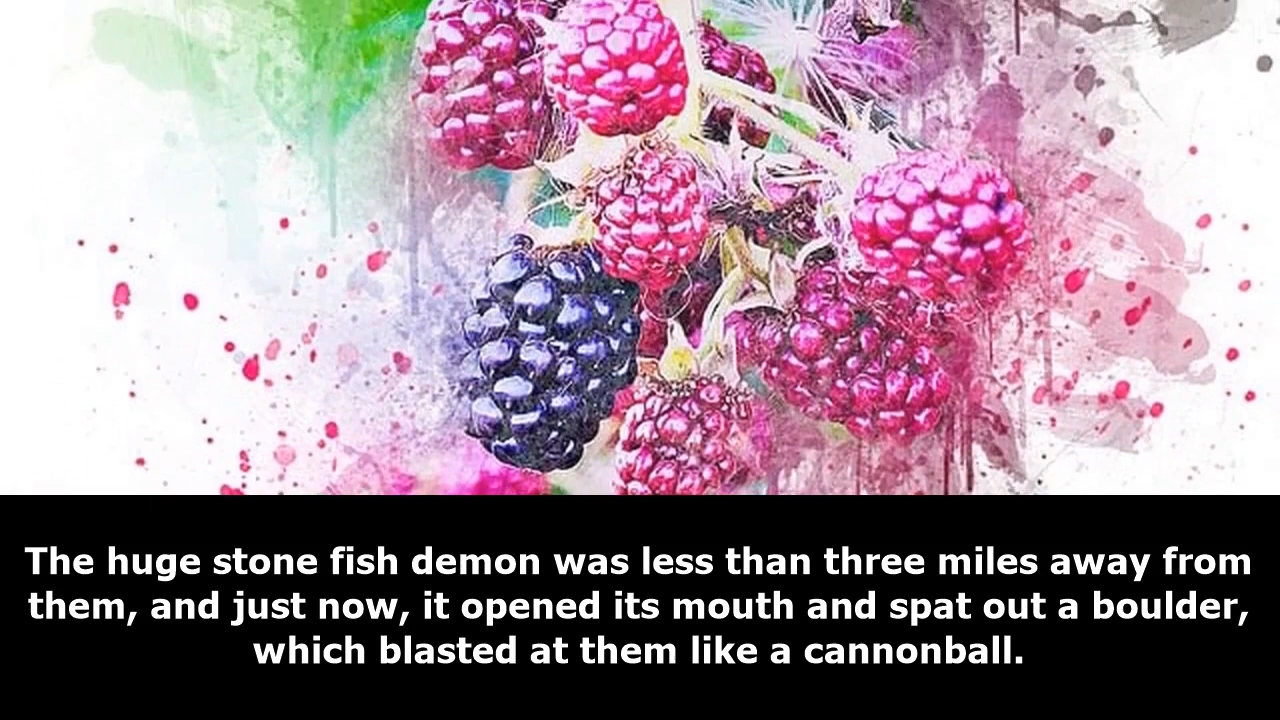 The huge stone fish demon was less than three miles away from
them, and just now, it opened its mouth and spat out a boulder,
which blasted at them like a cannonball.